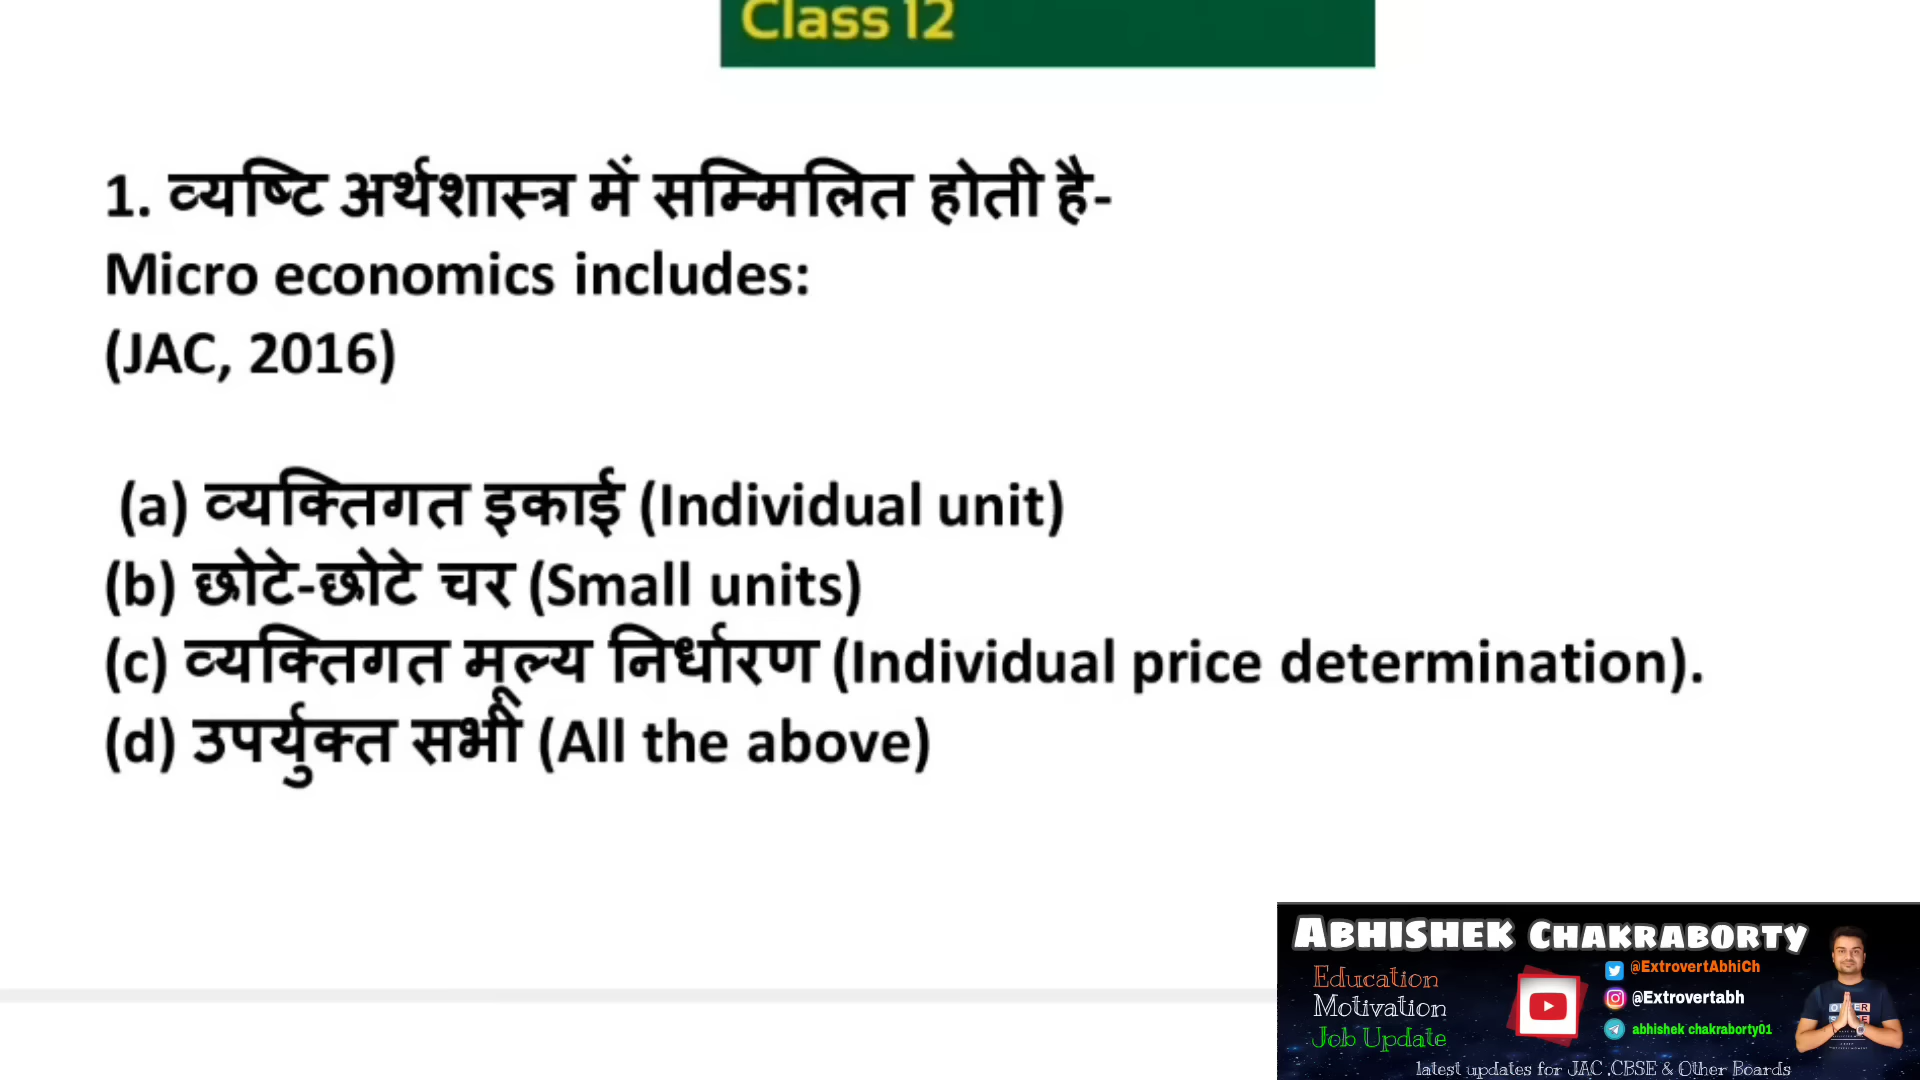 Class 12
1. व्यष्टि अर्थशास्त्र में सम्मिलित होती है-
Micro economics includes:
(JAC, 2016)
(a) व्यक्तिगत इकाई (Individual unit)
(b) छोटे-छोटे चर (Small units)
(c) व्यक्तिगत मूल्य निर्धारण (Individual price determination).
(d) उपर्युक्त सभी (All the above)
ABHISHEK CHAKRABORTY
Education
Motivation
Job Update
@ExtrovertAbhiCh
@Extrovertabh
abhishek chakraborty01
latest updates for JAC ,CBSE & Other Boards